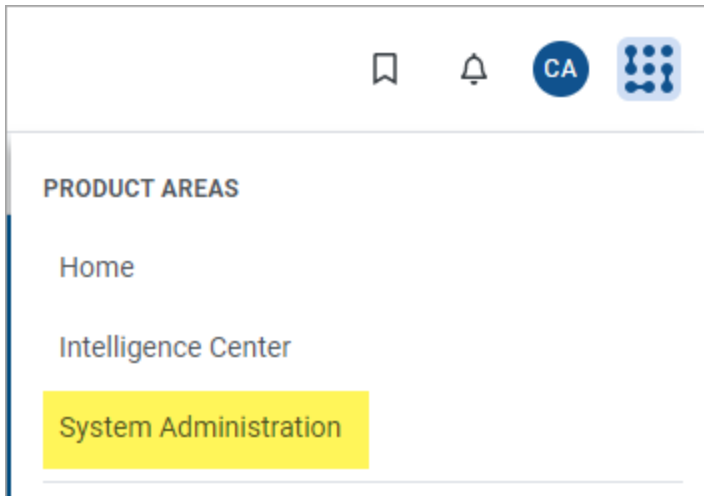 CA
PRODUCT AREAS
Home
Intelligence Center
System Administration